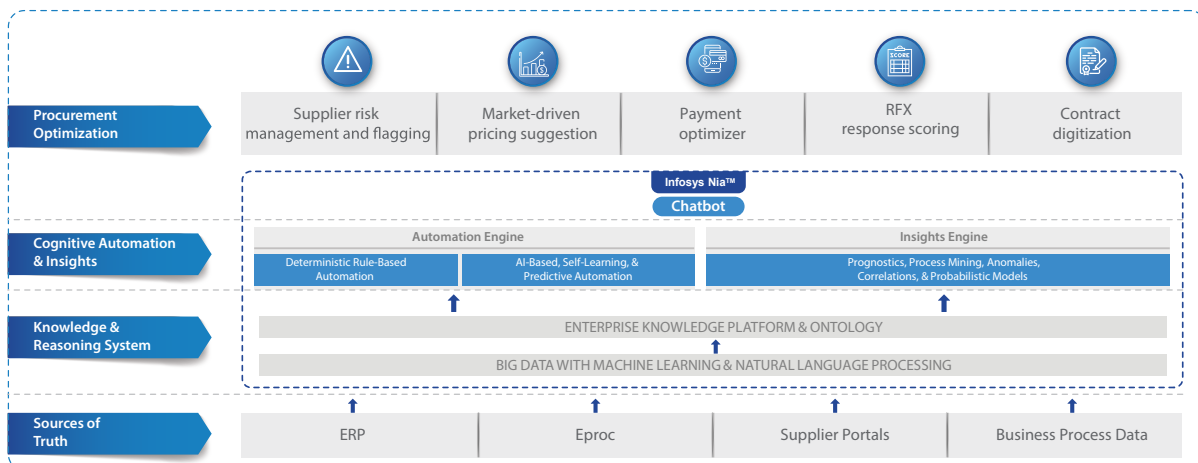 SCORE
Procurement
Optimization
Supplier risk
management and flagging
Market-driven
pricing suggestion
Payment
optimizer
RFX
response scoring
Contract
digitization
Infosys Nia™
Chatbot
Cognitive Automation
& Insights
Automation Engine
Insights Engine
Deterministic Rule-Based
Automation
AI-Based, Self-Learning, &
Predictive Automation
Prognostics, Process Mining, Anomalies,
Correlations, & Probabilistic Models
Knowledge &
Reasoning System
ENTERPRISE KNOWLEDGE PLATFORM & ONTOLOGY
BIG DATA WITH MACHINE LEARNING & NATURAL LANGUAGE PROCESSING
Sources of
Truth
ERP
Eproc
Supplier Portals
Business Process Data